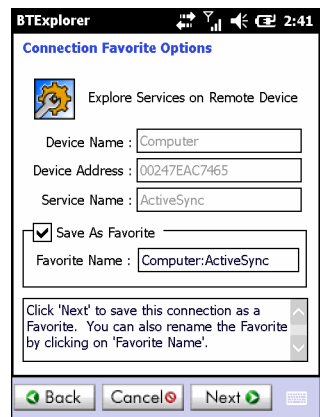 BTExplorer 2:41
Connection Favorite Options
Explore Services on Remote Device
Device Name : Computer
Device Address : 00247EAC7465
Service Name : ActiveSync
Save As Favorite
Favorite Name : Computer:ActiveSync
Click 'Next' to save this connection as a
Favorite. You can also rename the Favorite
by clicking on 'Favorite Name'.
Back Cancel Next